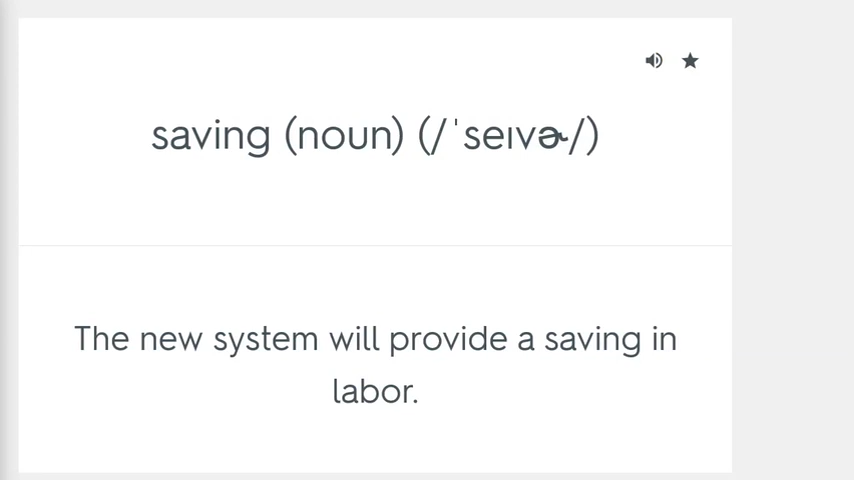 saving (noun) (/ˈseɪvɚ/)
The new system will provide a saving in
labor.